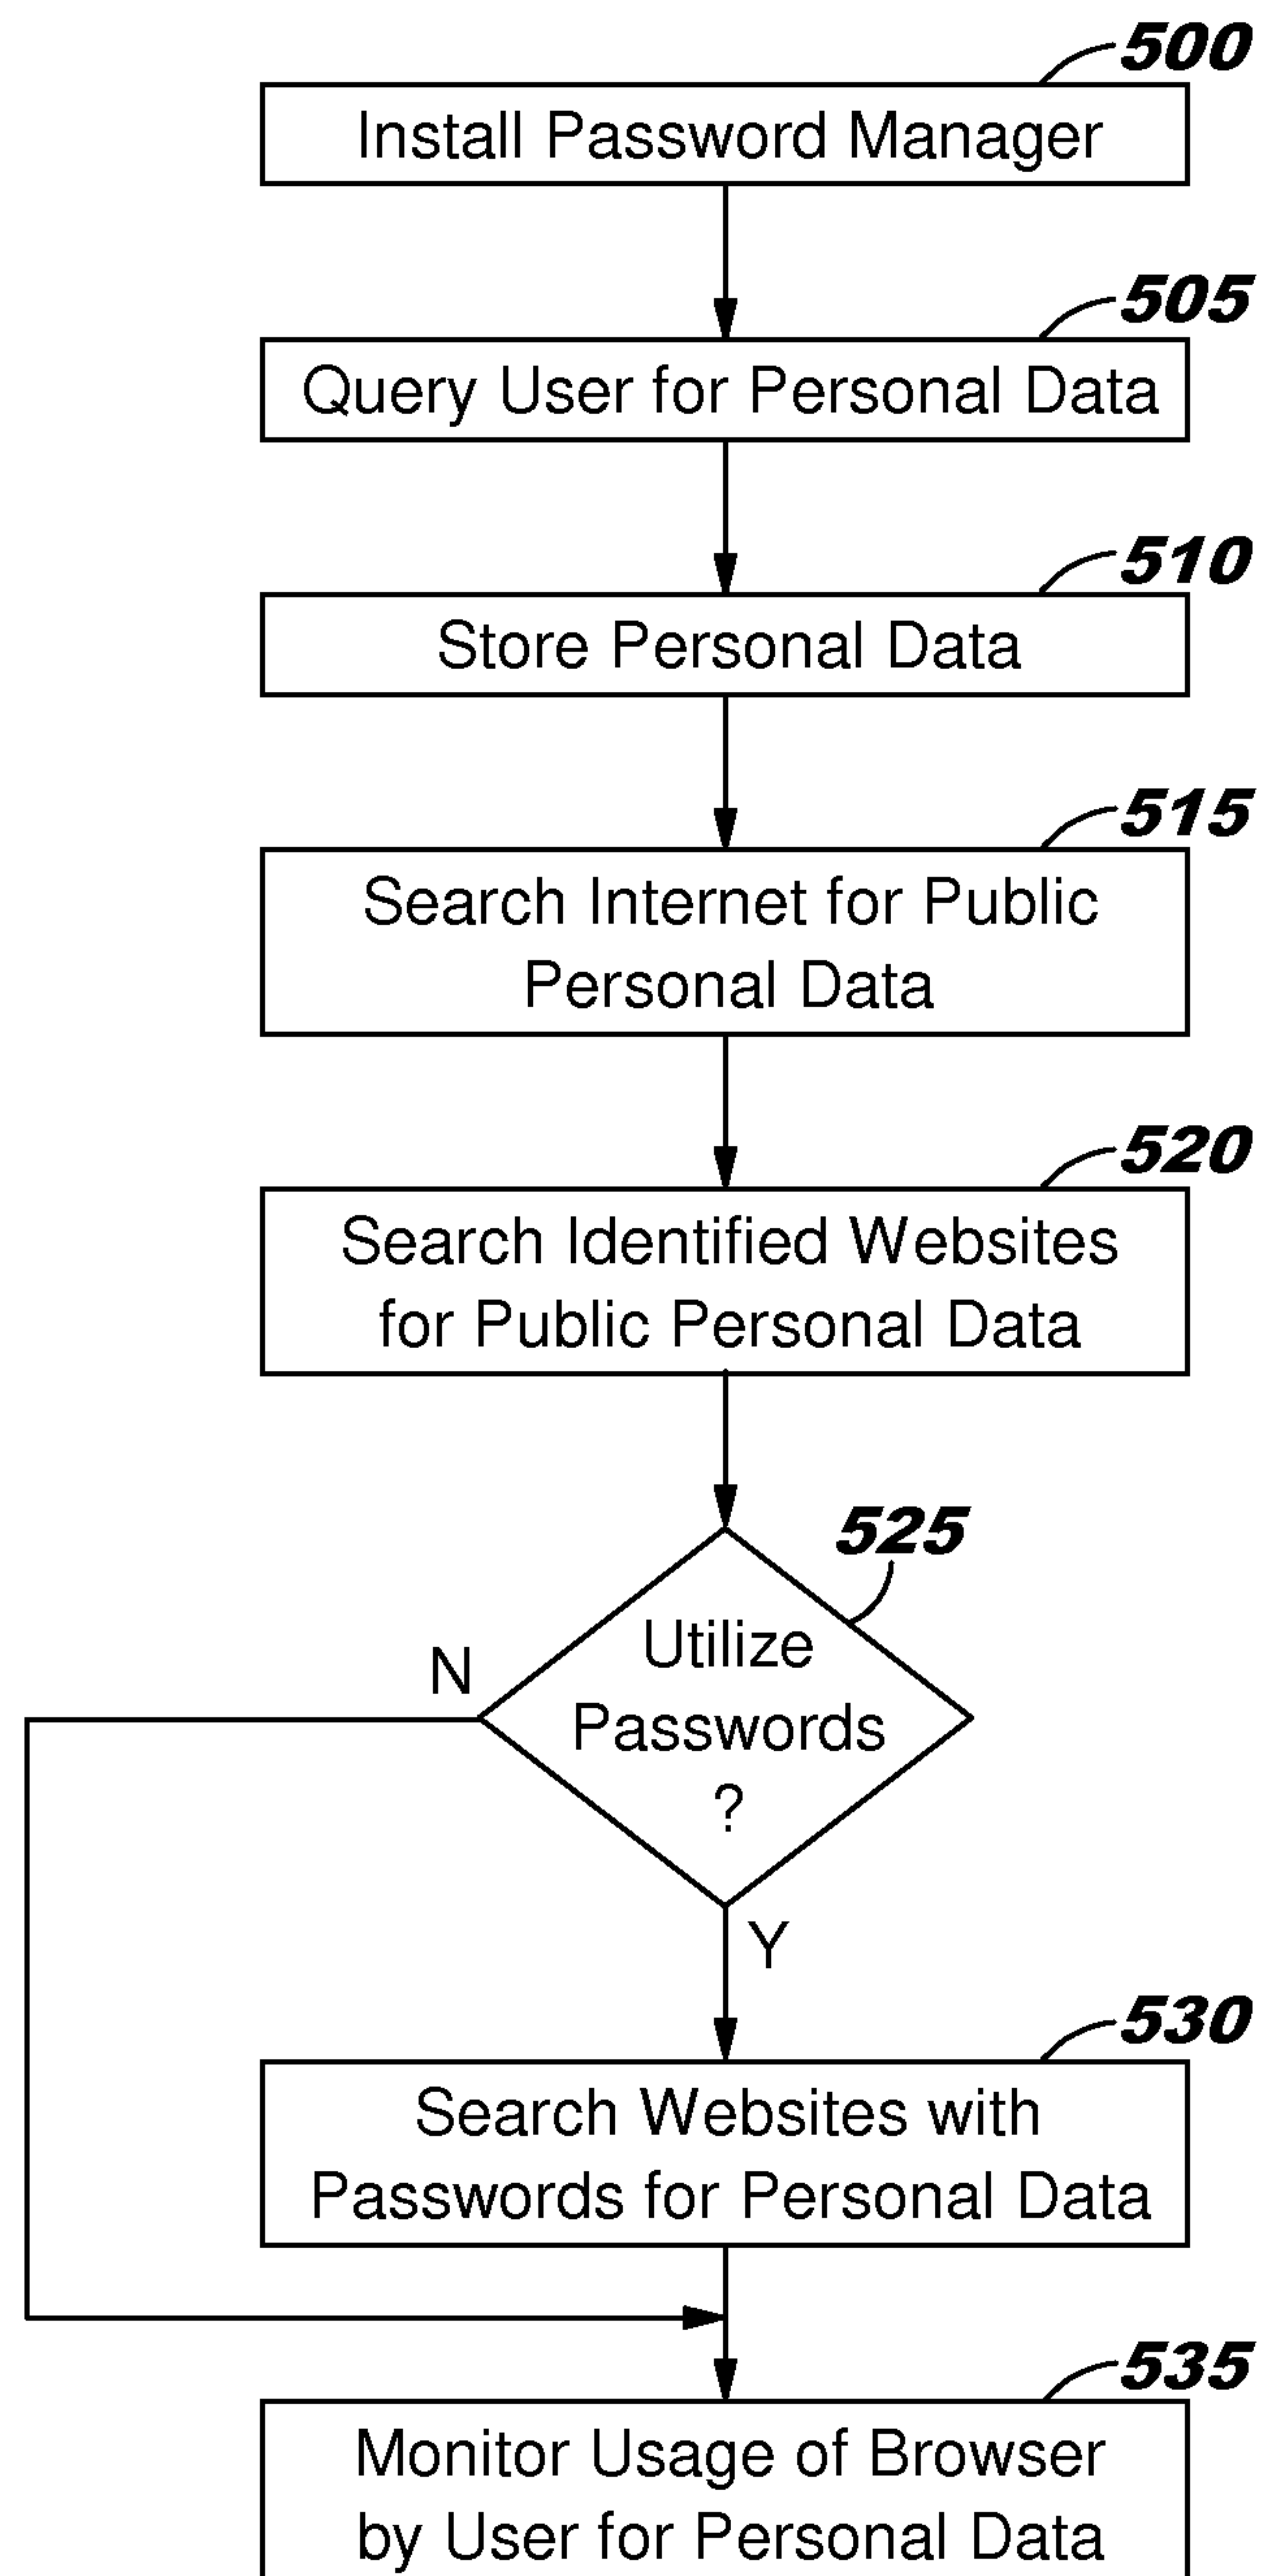 500
Install Password Manager
505
Query User for Personal Data
510
Store Personal Data
515
Search Internet for Public
Personal Data
520
Search Identified Websites
for Public Personal Data
525
Utilize
Passwords
?
N
Y
530
Search Websites with
Passwords for Personal Data
535
Monitor Usage of Browser
by User for Personal Data